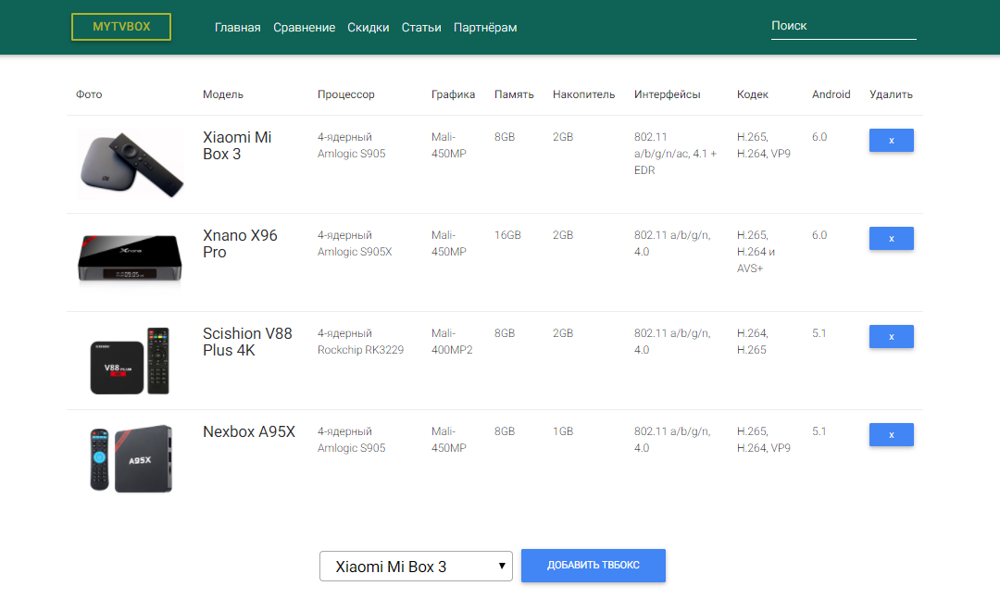 MYTVBOX Главная Сравнение Скидки Статьи Партнёрам Поиск
Фото Модель Процессор Графика Память Накопитель Интерфейсы Кодек Android Удалить
Xiaomi Mi 4-ядерный Mali- 8GB 2GB 802.11 H.265, 6.0 x
Box 3 Amlogic S905 450MP a/b/g/n/ac, 4.1 + H.264, VP9
EDR
Xnano X96 4-ядерный Mali- 16GB 2GB 802.11 a/b/g/n, H.265, 6.0 x
Pro Amlogic S905X 450MP 4.0 H.264 и
AVS+
Xnano
Scishion V88 4-ядерный Mali- 8GB 2GB 802.11 a/b/g/n, H.264, 5.1 x
Plus 4K Rockchip RK3229 400MP2 4.0 H.265
V88
Nexbox A95X 4-ядерный Mali- 8GB 1GB 802.11 a/b/g/n, H.265, 5.1 x
Amlogic S905 450MP 4.0 H.264, VP9
A95X
Xiaomi Mi Box 3 ДОБАВИТЬ ТВБОКС